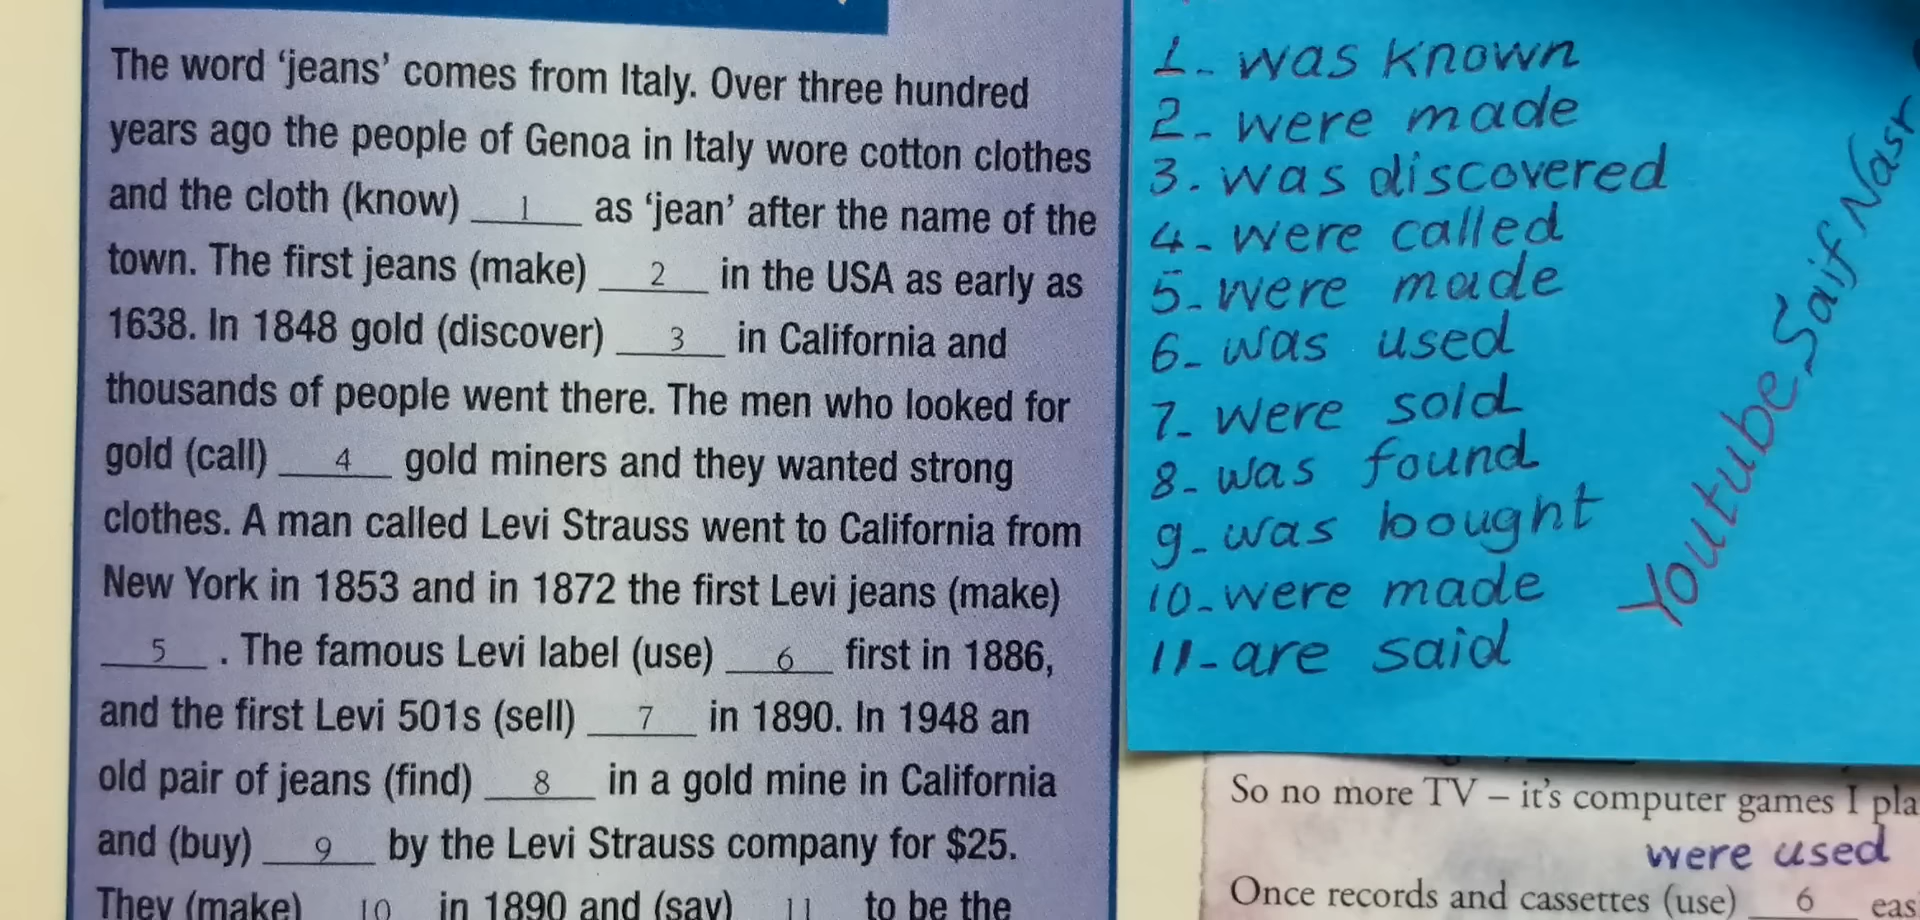 The word ‘jeans’ comes from Italy. Over three hundred
years ago the people of Genoa in Italy wore cotton clothes
and the cloth (know) 1 as ‘jean’ after the name of the
town. The first jeans (make) 2 in the USA as early as
1638. In 1848 gold (discover) 3 in California and
thousands of people went there. The men who looked for
gold (call) 4 gold miners and they wanted strong
clothes. A man called Levi Strauss went to California from
New York in 1853 and in 1872 the first Levi jeans (make)
5 . The famous Levi label (use) 6 first in 1886,
and the first Levi 501s (sell) 7 in 1890. In 1948 an
old pair of jeans (find) 8 in a gold mine in California
and (buy) 9 by the Levi Strauss company for $25.
They (make) 10 in 1890 and (say) 11 to be the
1- was known
2- were made
3. was discovered
4- were called
5- were made
6- was used
7- were sold
8- was found
9- was bought
10- were made
11- are said
Youtube Saif Nasr
So no more TV – it’s computer games I pla
were used
Once records and cassettes (use) 6 eas